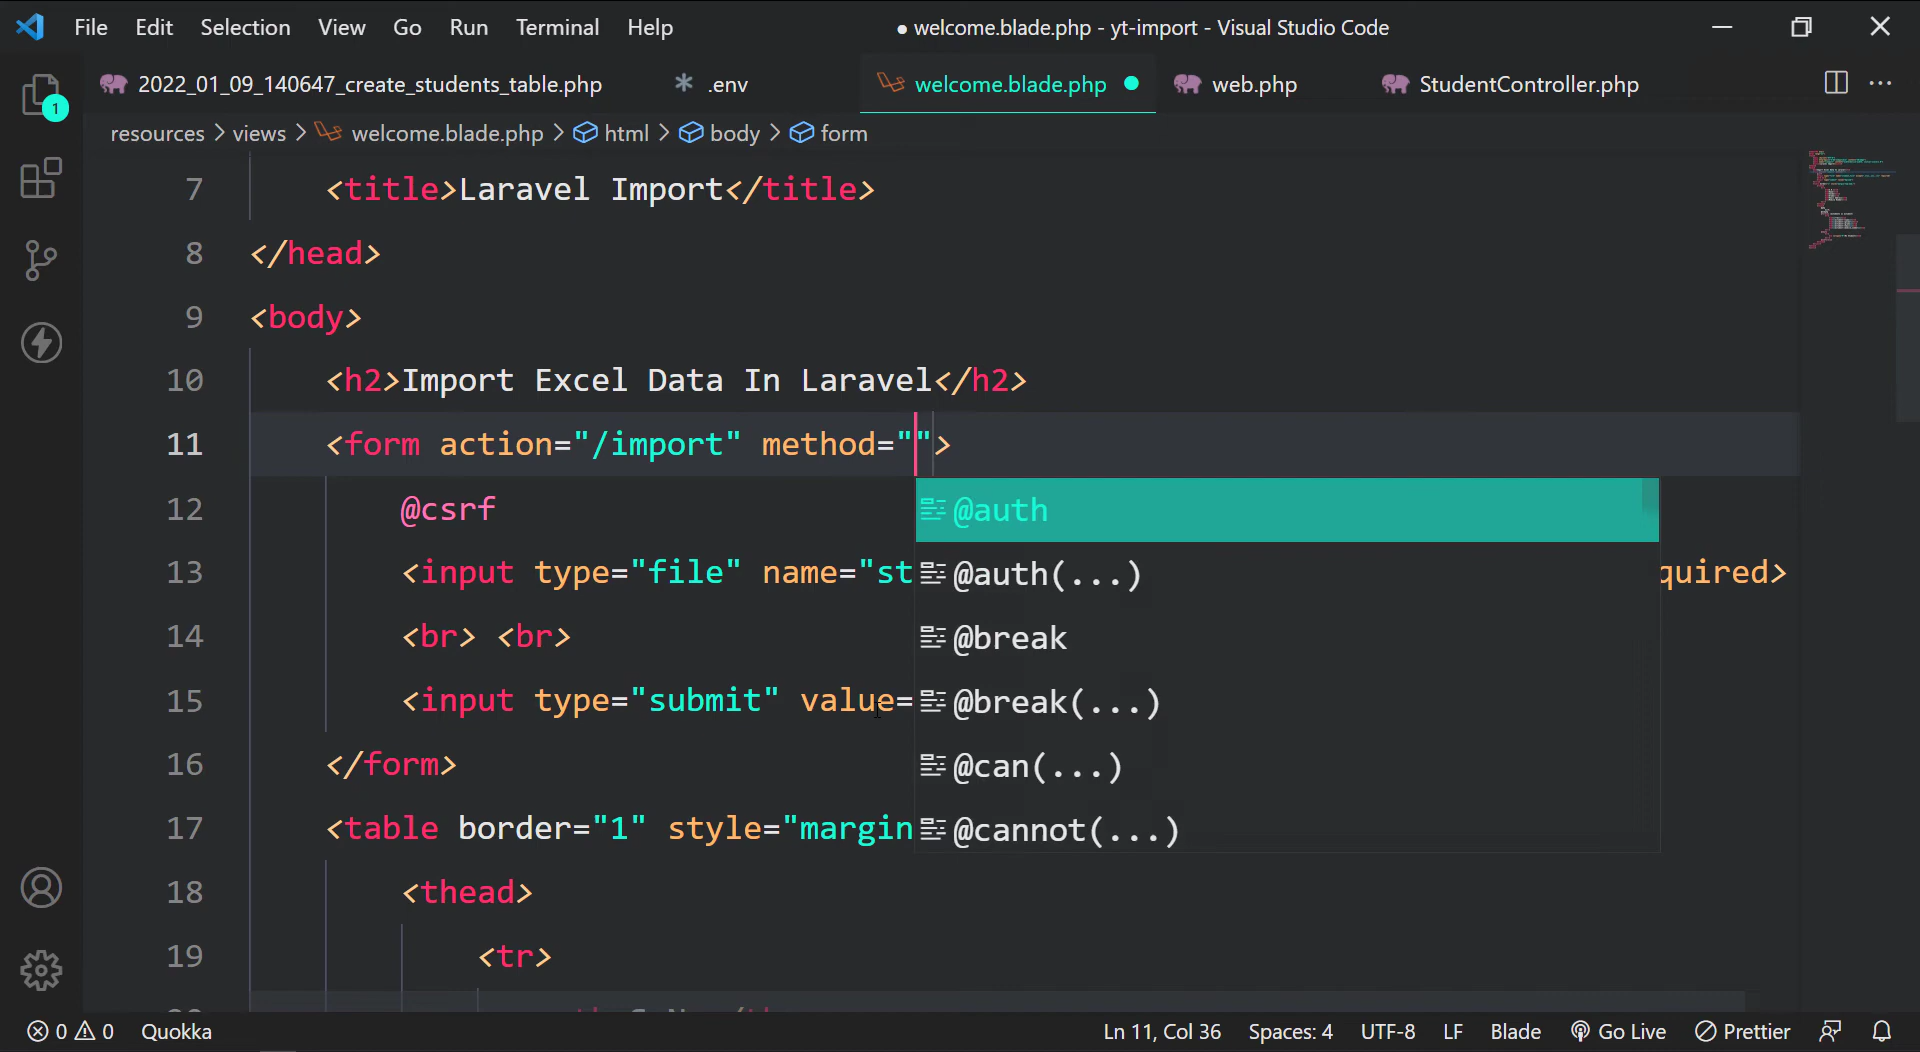 File Edit Selection View Go Run Terminal Help ● welcome.blade.php - yt-import - Visual Studio Code
2022_01_09_140647_create_students_table.php .env welcome.blade.php ● web.php StudentController.php
1
resources > views > welcome.blade.php > html > body > form
7 <title>Laravel Import</title>
8 </head>
9 <body>
10 <h2>Import Excel Data In Laravel</h2>
11 <form action="/import" method="">
12 @csrf @auth
13 <input type="file" name="st @auth(...) quired>
14 <br> <br> @break
15 <input type="submit" value= @break(...)
16 </form> @can(...)
17 <table border="1" style="margin @cannot(...)
18 <thead>
19 <tr>
0 0 Quokka Ln 11, Col 36 Spaces: 4 UTF-8 LF Blade Go Live Prettier